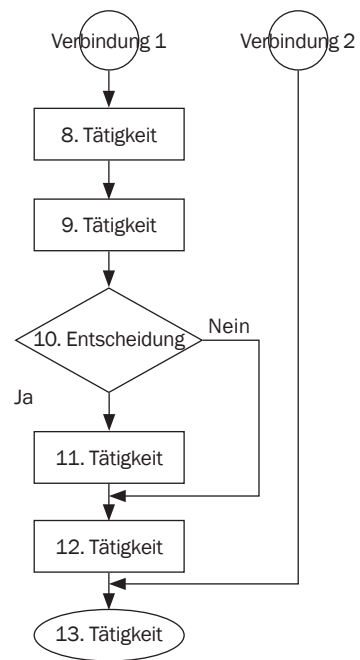 Verbindung 1
Verbindung 2
8. Tätigkeit
9. Tätigkeit
10. Entscheidung
Nein
Ja
11. Tätigkeit
12. Tätigkeit
13. Tätigkeit